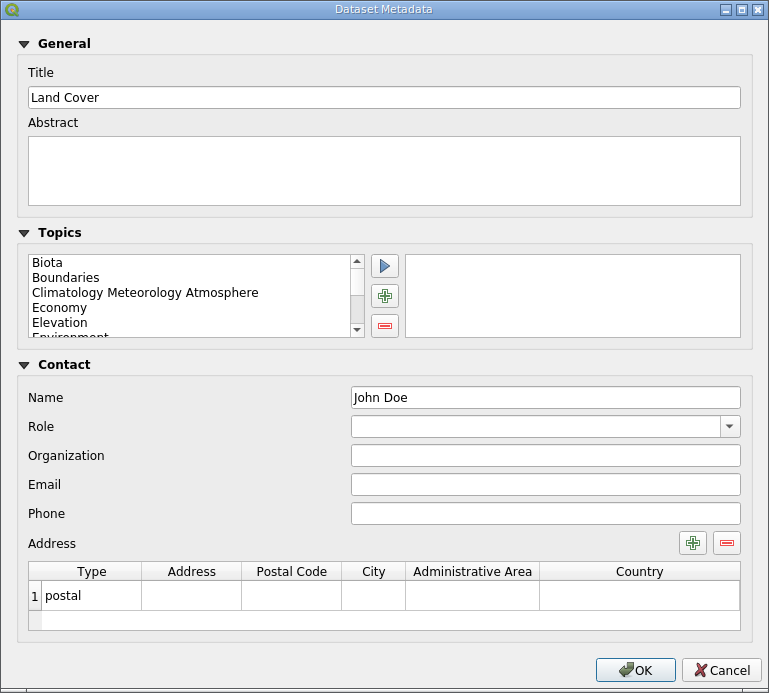 Dataset Metadata
General
Title
Land Cover
Abstract
Topics
Biota
Boundaries
Climatology Meteorology Atmosphere
Economy
Elevation
Environment
Contact
Name John Doe
Role
Organization
Email
Phone
Address
Type Address Postal Code City Administrative Area Country
1 postal
OK Cancel